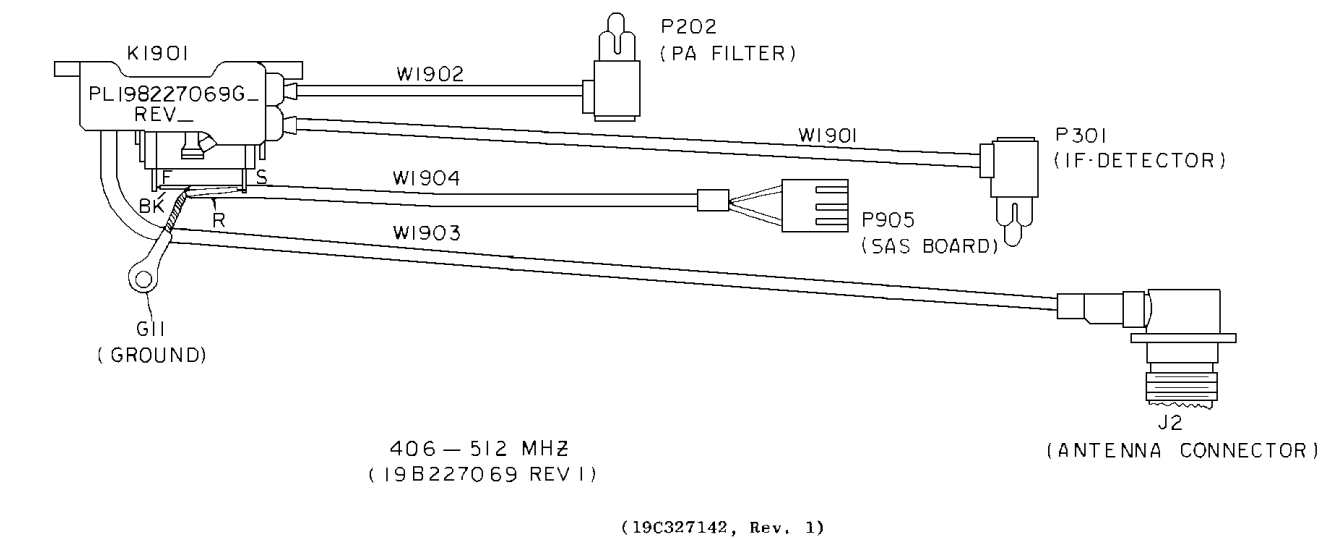 K1901
PL198227069G_
REV_
W1902
P202
(PA FILTER)
W1901
P301
(IF-DETECTOR)
F
S
W1904
BK
R
P905
(SAS BOARD)
W1903
G11
(GROUND)
J2
(ANTENNA CONNECTOR)
406-512 MHZ
(19B227069 REV 1)
(19C327142, Rev. 1)